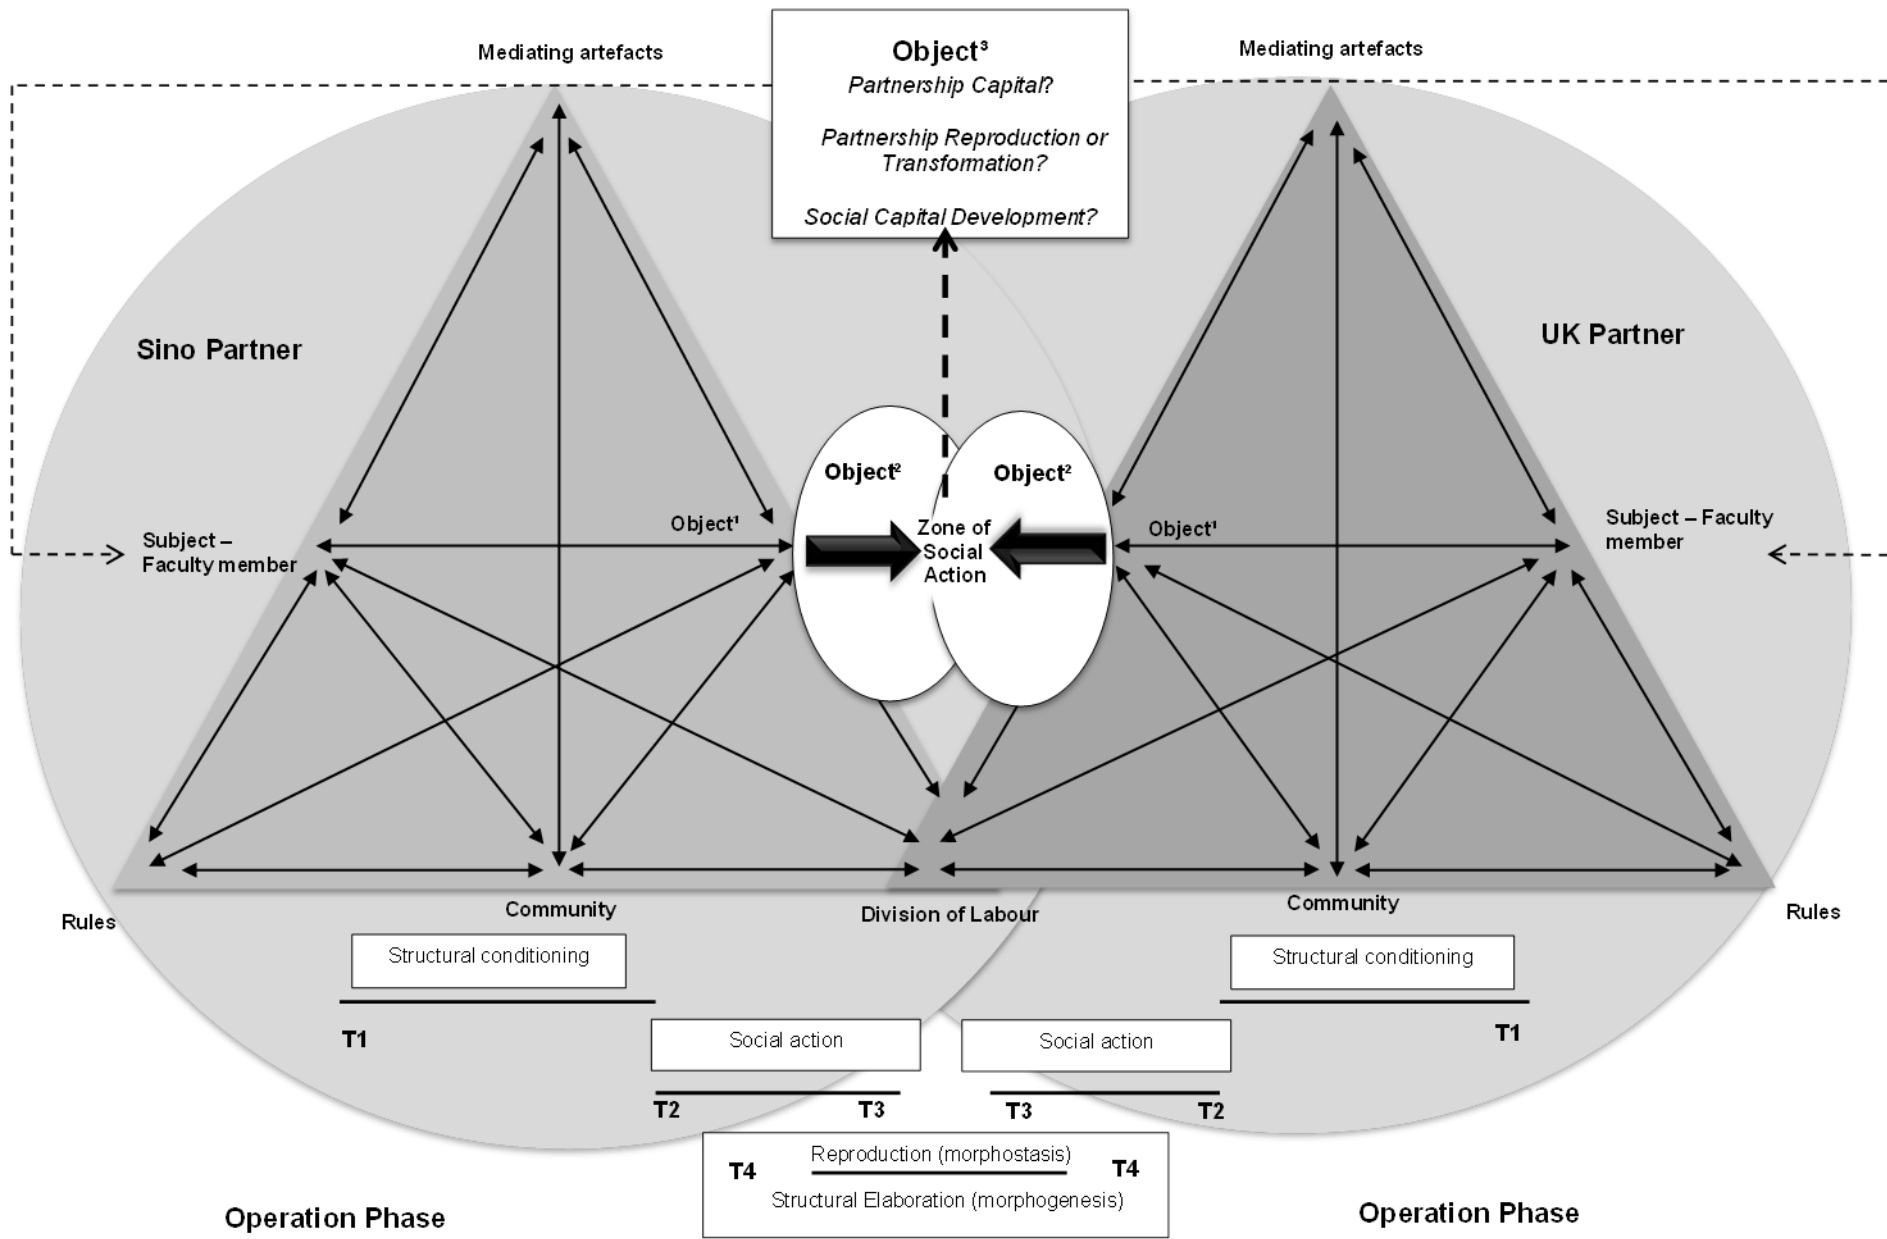 Mediating artefacts
Object³
Partnership Capital?
Partnership Reproduction or
Transformation?
Social Capital Development?
Mediating artefacts
Sino Partner
UK Partner
Object²
Object²
Subject –
Faculty member
Object¹
Zone of
Social
Action
Object¹
Subject – Faculty
member
Rules
Community
Division of Labour
Community
Rules
Structural conditioning
Structural conditioning
T1
T1
Social action
Social action
T2
T3
T3
T2
T4
Reproduction (morphostasis)
T4
Structural Elaboration (morphogenesis)
Operation Phase
Operation Phase